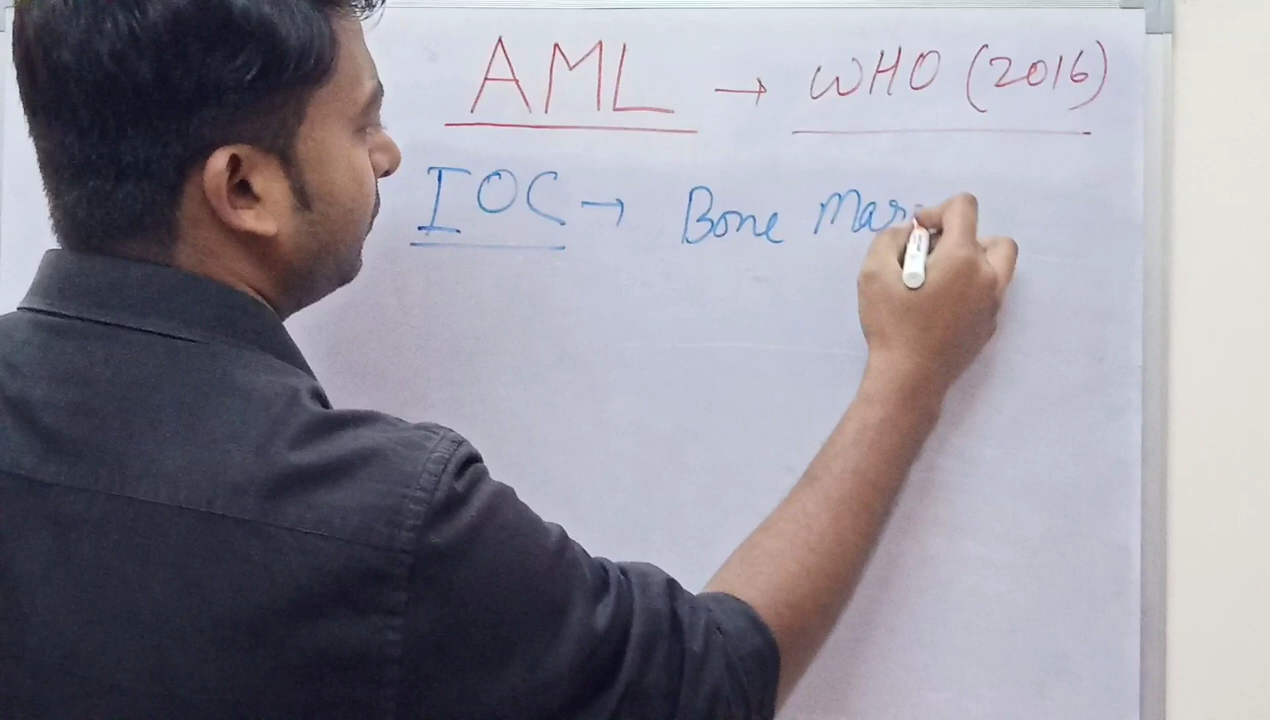 AML → WHO (2016)
IOC → Bone Mar